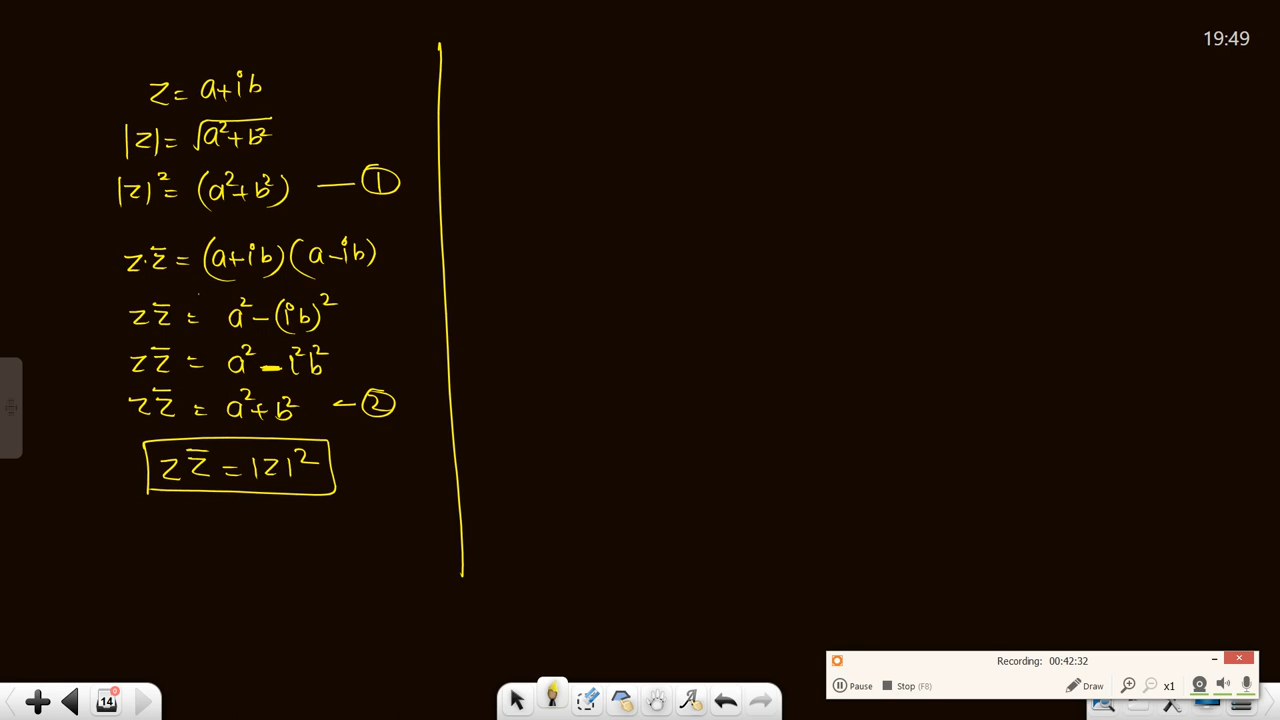 19:49
z = a+ib
|z| = √a²+b²
|z|² = (a²+b²) — ①
z·z̄ = (a+ib)(a-ib)
zz̄ = a² - (ib)²
zz̄ = a² - i²b²
zz̄ = a²+b² — ②
zz̄ = |z|²
Recording: 00:42:32
Pause Stop (F8) Draw x1
14 0